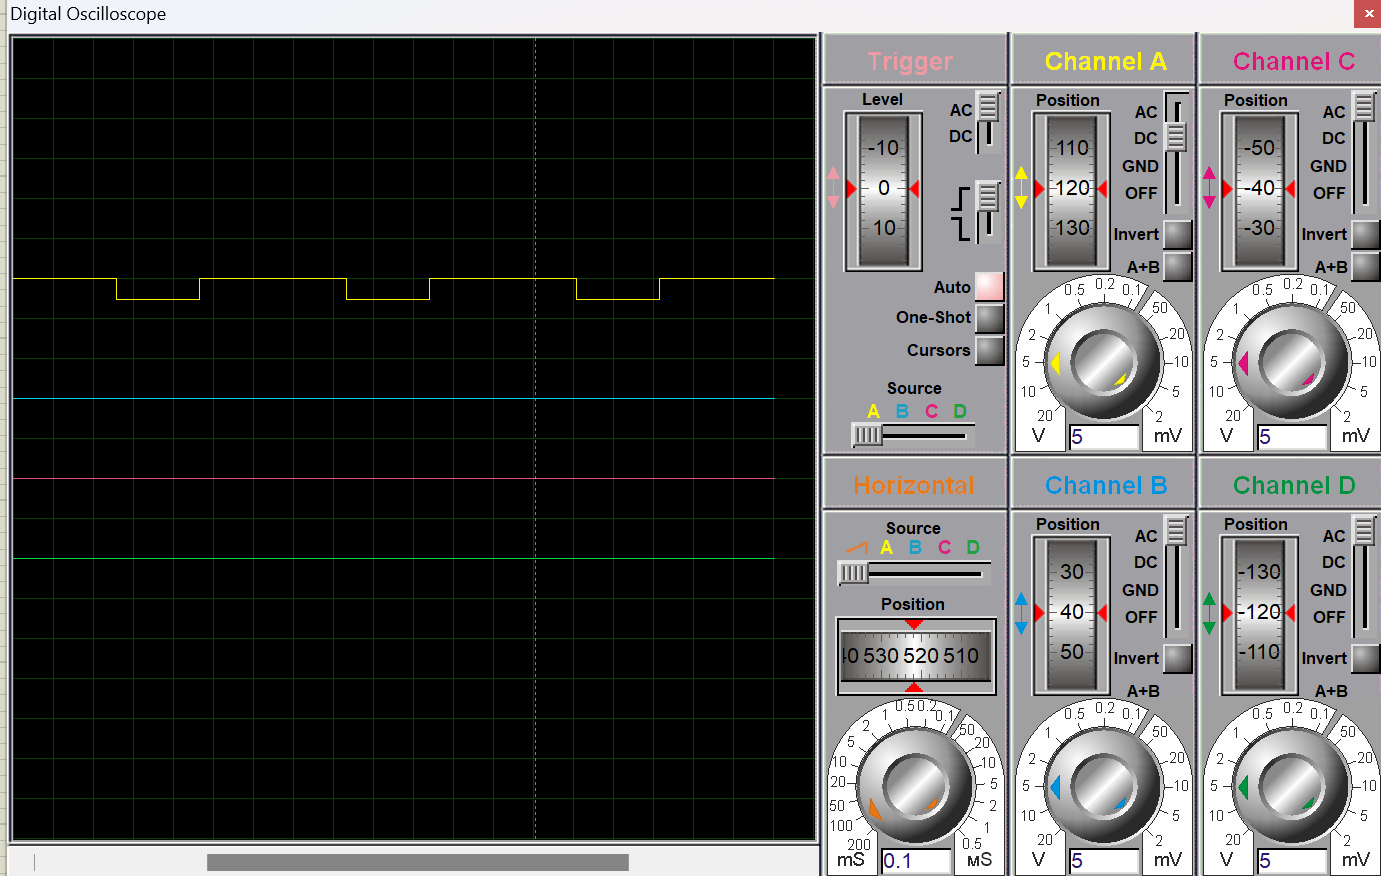 Digital Oscilloscope
×
Trigger
Level
-10
0
10
AC
DC
Auto
One-Shot
Cursors
Source
A B C D
Channel A
Position
110
120
130
AC
DC
GND
OFF
Invert
A+B
20 10 5 2 1 0.5 0.2 0.1 50 20 10 5 2
V
5
mV
Channel C
Position
-50
-40
-30
AC
DC
GND
OFF
Invert
A+B
20 10 5 2 1 0.5 0.2 0.1 50 20 10 5 2
V
5
mV
Horizontal
Source
A B C D
Position
40 530 520 510
200 100 50 20 10 5 2 1 0.5 0.2 0.1 50 20 10 5 2 1 0.5
mS
0.1
мS
Channel B
Position
30
40
50
AC
DC
GND
OFF
Invert
A+B
20 10 5 2 1 0.5 0.2 0.1 50 20 10 5 2
V
5
mV
Channel D
Position
-130
-120
-110
AC
DC
GND
OFF
Invert
A+B
20 10 5 2 1 0.5 0.2 0.1 50 20 10 5 2
V
5
mV